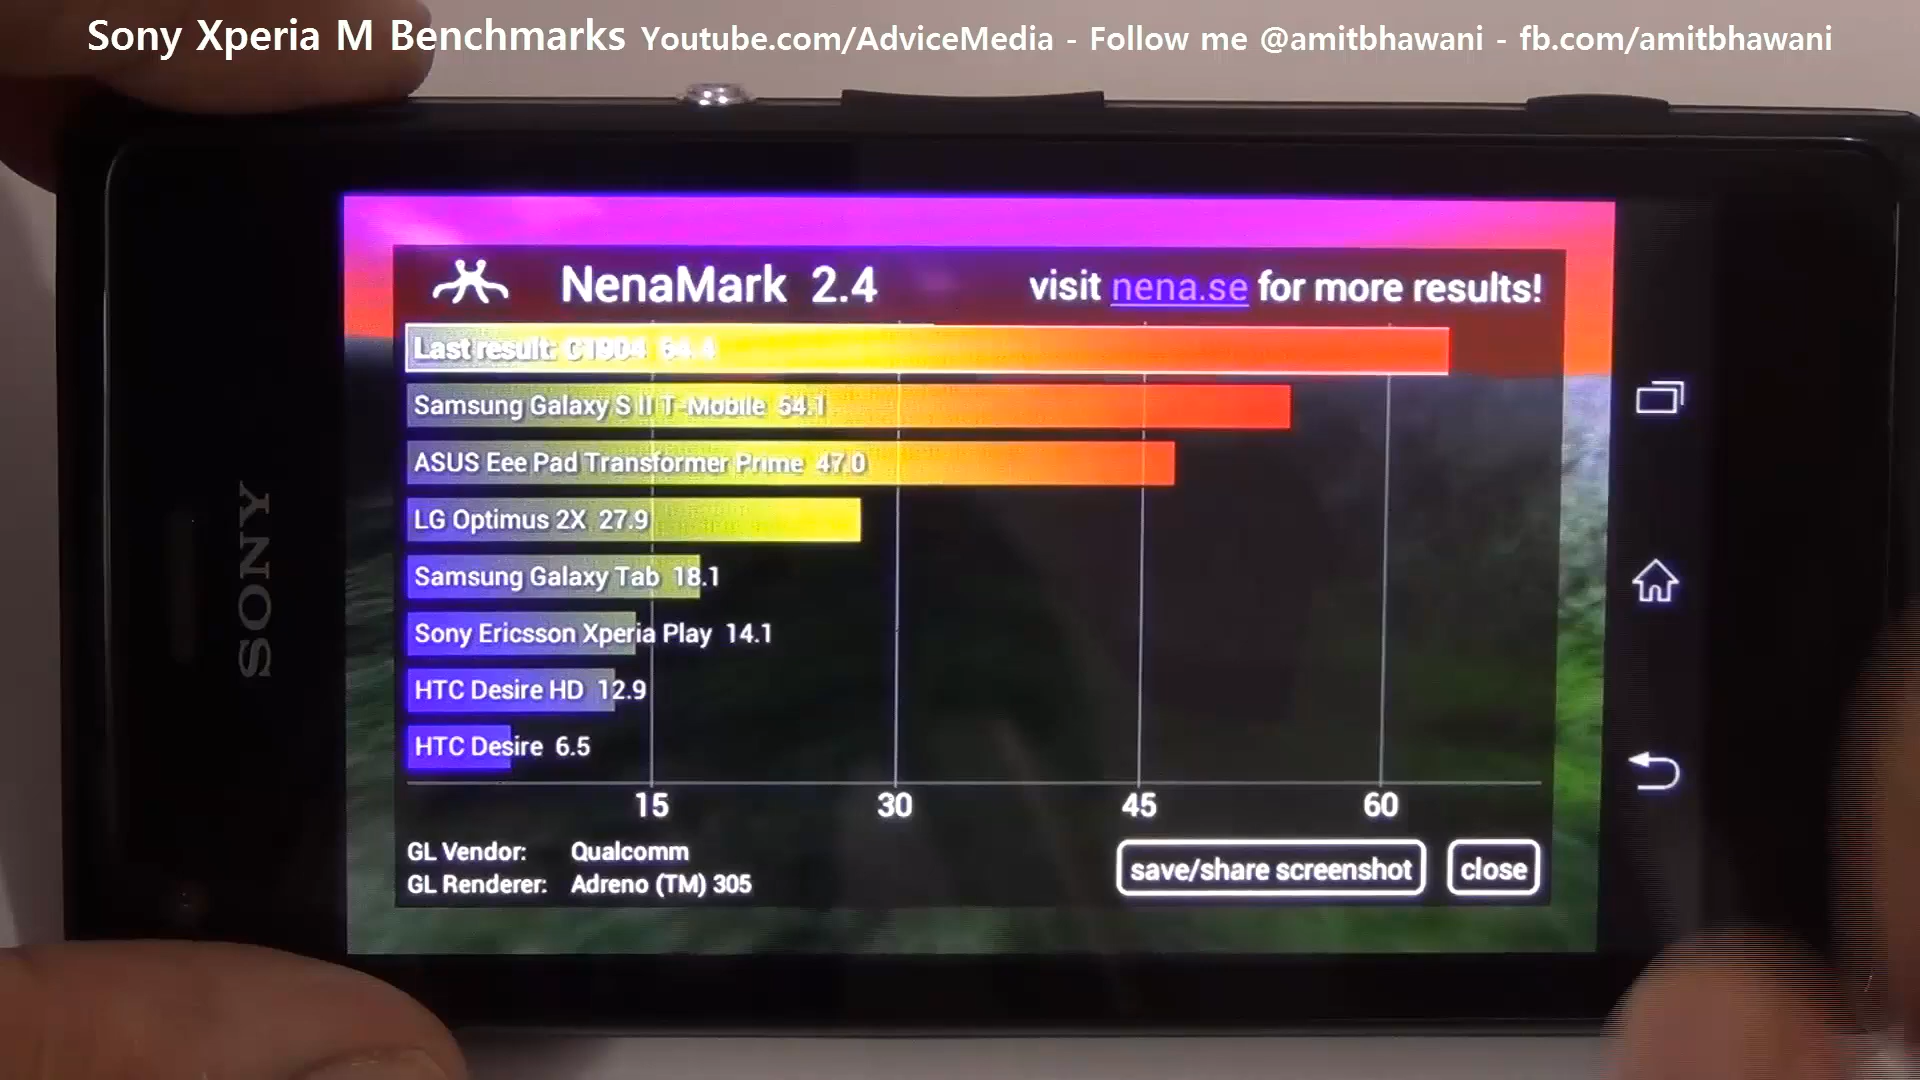 Sony Xperia M Benchmarks Youtube.com/AdviceMedia - Follow me @amitbhawani - fb.com/amitbhawani
SONY
NenaMark 2.4
visit nena.se for more results!
Last result: C1904
Samsung Galaxy S II T-Mobile 54.1
ASUS Eee Pad Transformer Prime 47.0
LG Optimus 2X 27.9
Samsung Galaxy Tab 18.1
Sony Ericsson Xperia Play 14.1
HTC Desire HD 12.9
HTC Desire 6.5
15 30 45 60
GL Vendor: Qualcomm
GL Renderer: Adreno (TM) 305
save/share screenshot
close